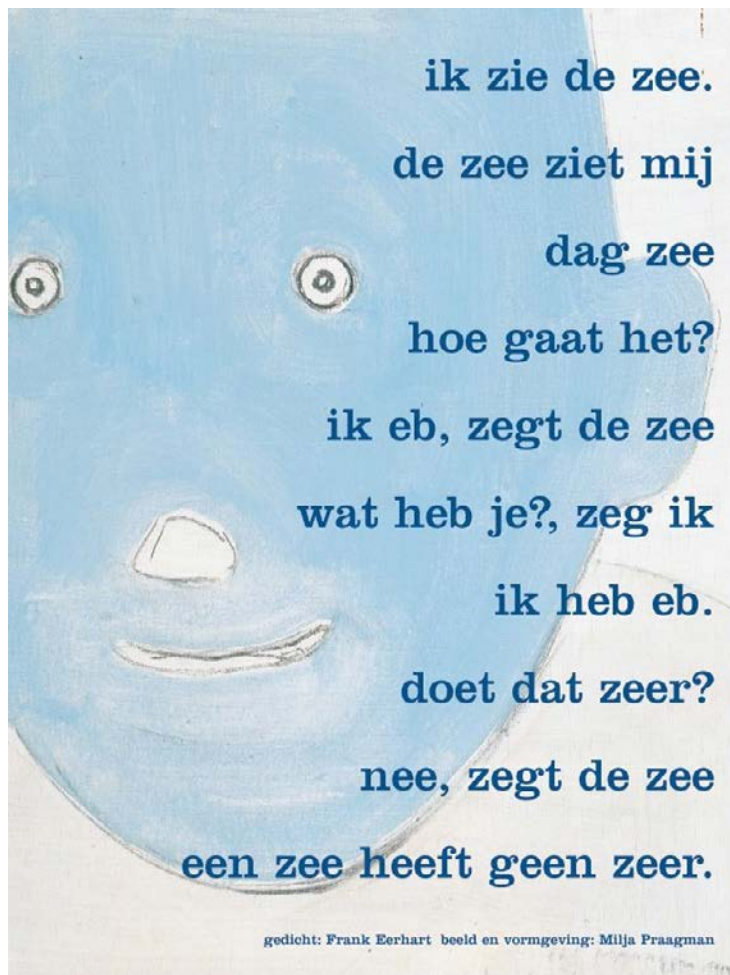 ik zie de zee.
de zee ziet mij
dag zee
hoe gaat het?
ik eb, zegt de zee
wat heb je?, zeg ik
ik heb eb.
doet dat zeer?
nee, zegt de zee
een zee heeft geen zeer.
gedicht: Frank Eerhart beeld en vormgeving: Milja Praagman